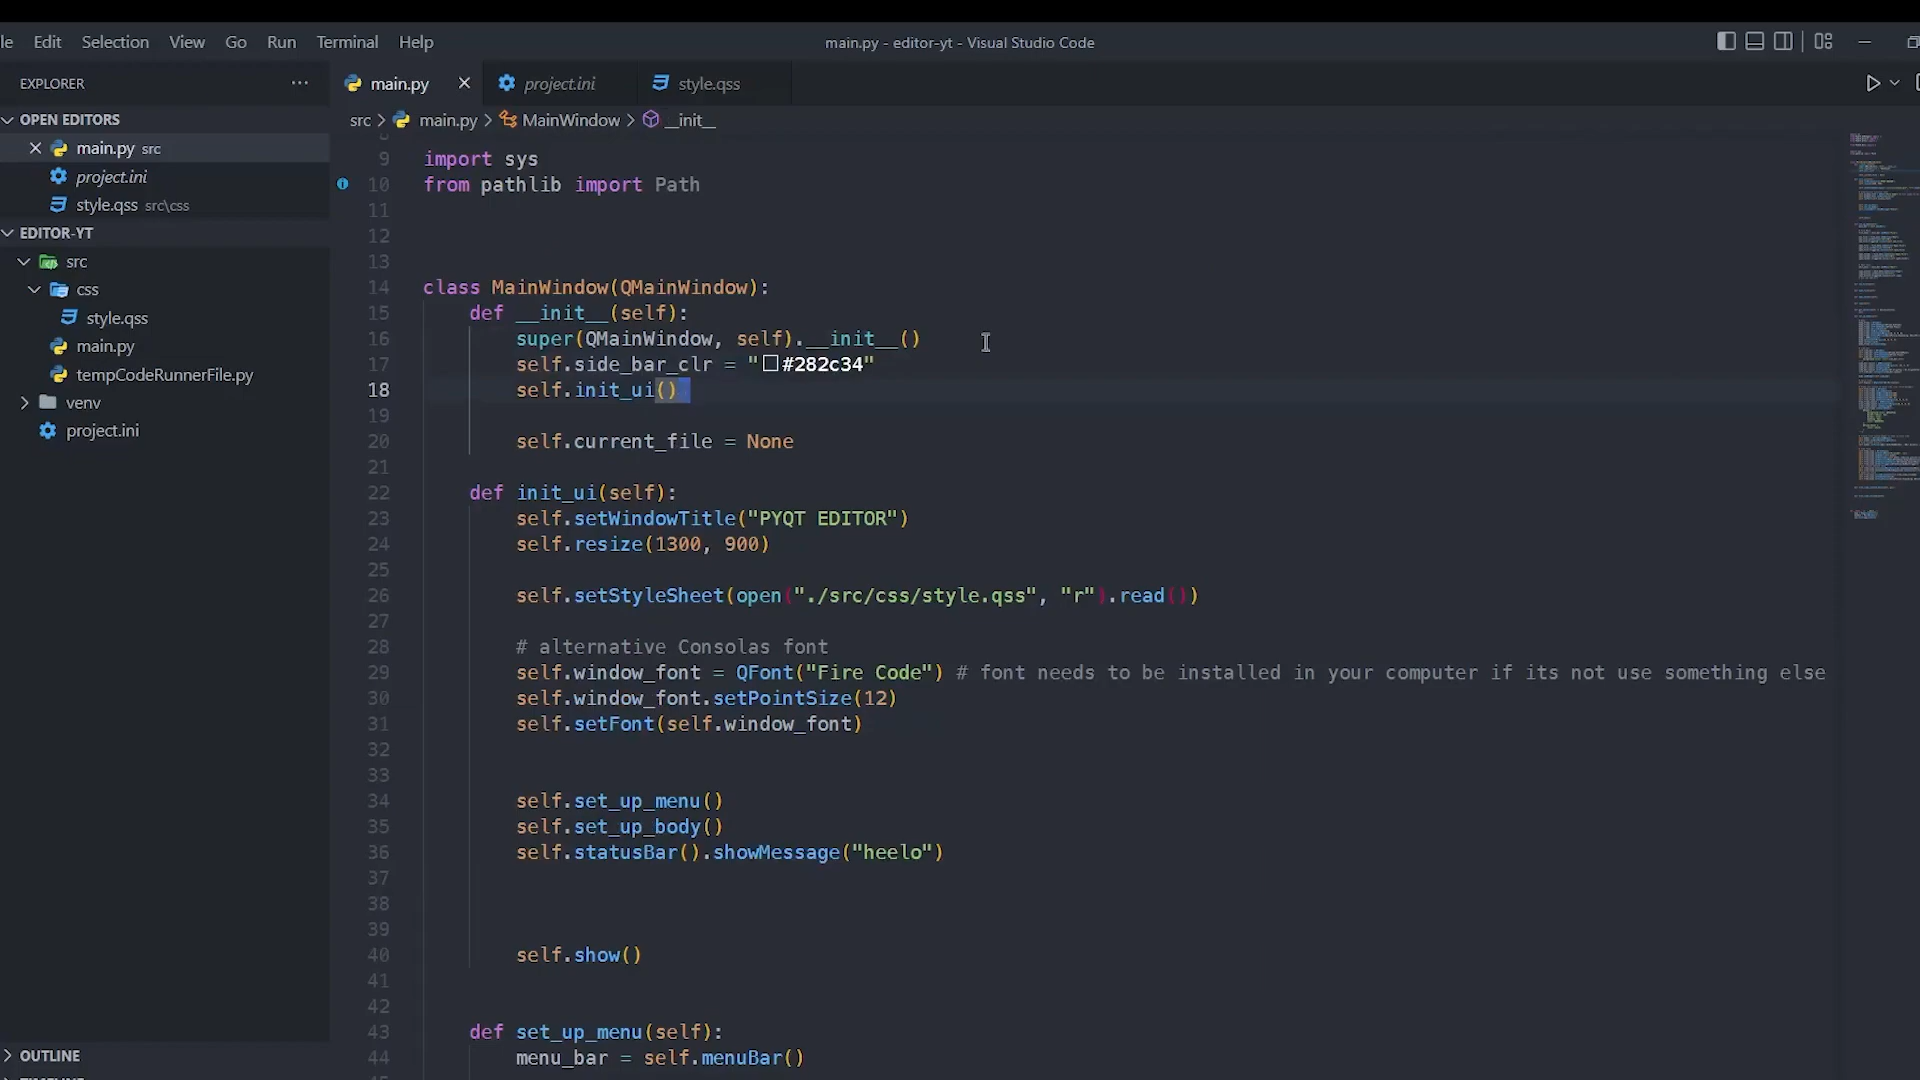 le Edit Selection View Go Run Terminal Help main.py - editor-yt - Visual Studio Code
EXPLORER ··· main.py project.ini style.qss
OPEN EDITORS
main.py src
project.ini
style.qss src\css
EDITOR-YT
src
css
style.qss
main.py
tempCodeRunnerFile.py
venv
project.ini
OUTLINE
src > main.py > MainWindow > __init__
9 import sys
10 from pathlib import Path
11
12
13
14 class MainWindow(QMainWindow):
15 def __init__(self):
16 super(QMainWindow, self).__init__()
17 self.side_bar_clr = "#282c34"
18 self.init_ui()
19
20 self.current_file = None
21
22 def init_ui(self):
23 self.setWindowTitle("PYQT EDITOR")
24 self.resize(1300, 900)
25
26 self.setStyleSheet(open("./src/css/style.qss", "r").read())
27
28 # alternative Consolas font
29 self.window_font = QFont("Fire Code") # font needs to be installed in your computer if its not use something else
30 self.window_font.setPointSize(12)
31 self.setFont(self.window_font)
32
33
34 self.set_up_menu()
35 self.set_up_body()
36 self.statusBar().showMessage("heelo")
37
38
39
40 self.show()
41
42
43 def set_up_menu(self):
44 menu_bar = self.menuBar()